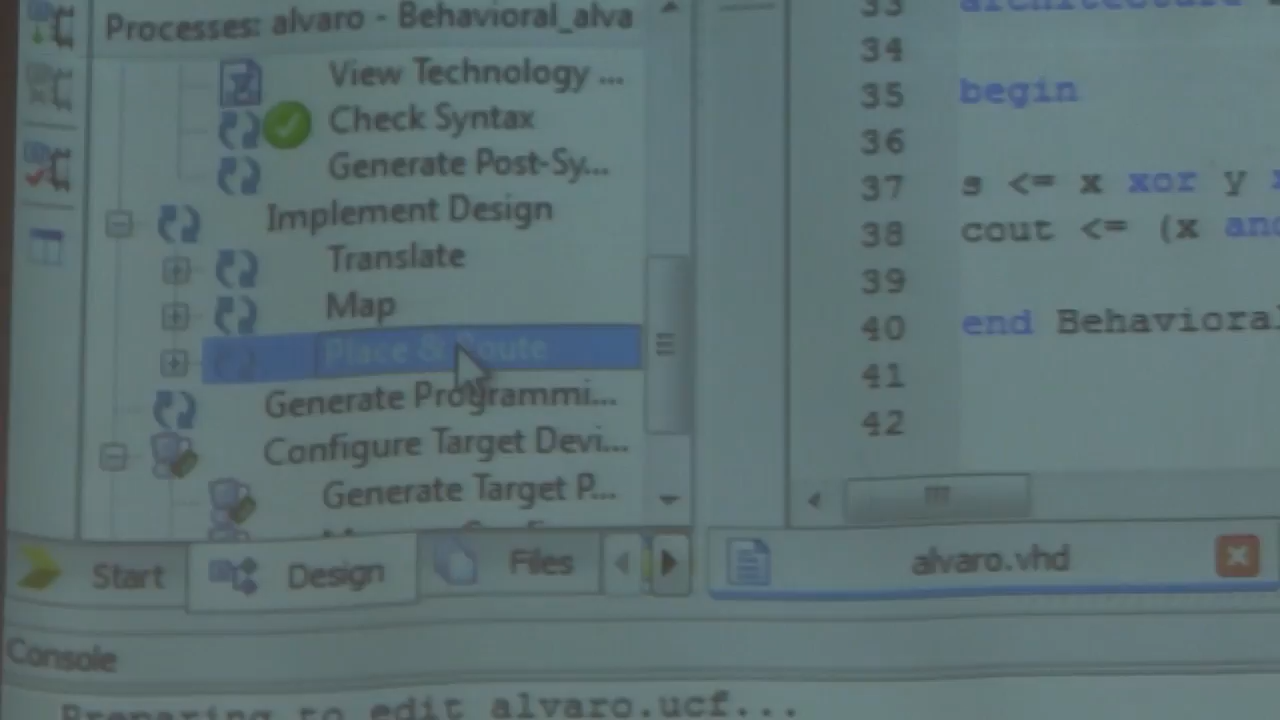 Processes: alvaro - Behavioral_alva
View Technology ...
Check Syntax
Generate Post-Sy...
Implement Design
Translate
Map
Place & Route
Generate Programmi...
Configure Target Devi...
Generate Target P...
Start
Design
Files
33
34
35 begin
36
37 s <= x xor y
38 cout <= (x and
39
40 end Behavioral
41
42
alvaro.vhd
Console
Preparing to edit alvaro.ucf...